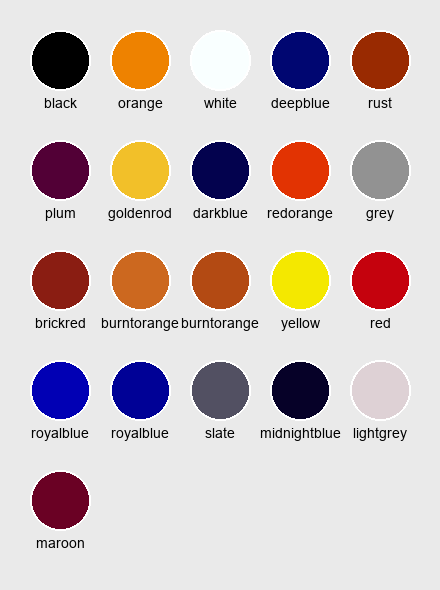 black orange white deepblue rust
plum goldenrod darkblue redorange grey
brickred burntorange burntorange yellow red
royalblue royalblue slate midnightblue lightgrey
maroon